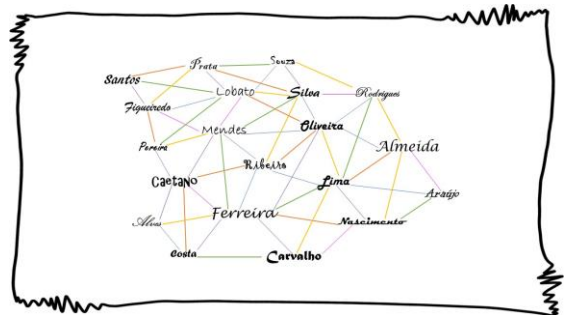 Prata
Souza
Santos
Lobato
Silva
Rodrigues
Figueiredo
Mendes
Oliveira
Pereira
Almeida
Ribeiro
Caetano
Lima
Araújo
Ferreira
Alves
Nascimento
Costa
Carvalho